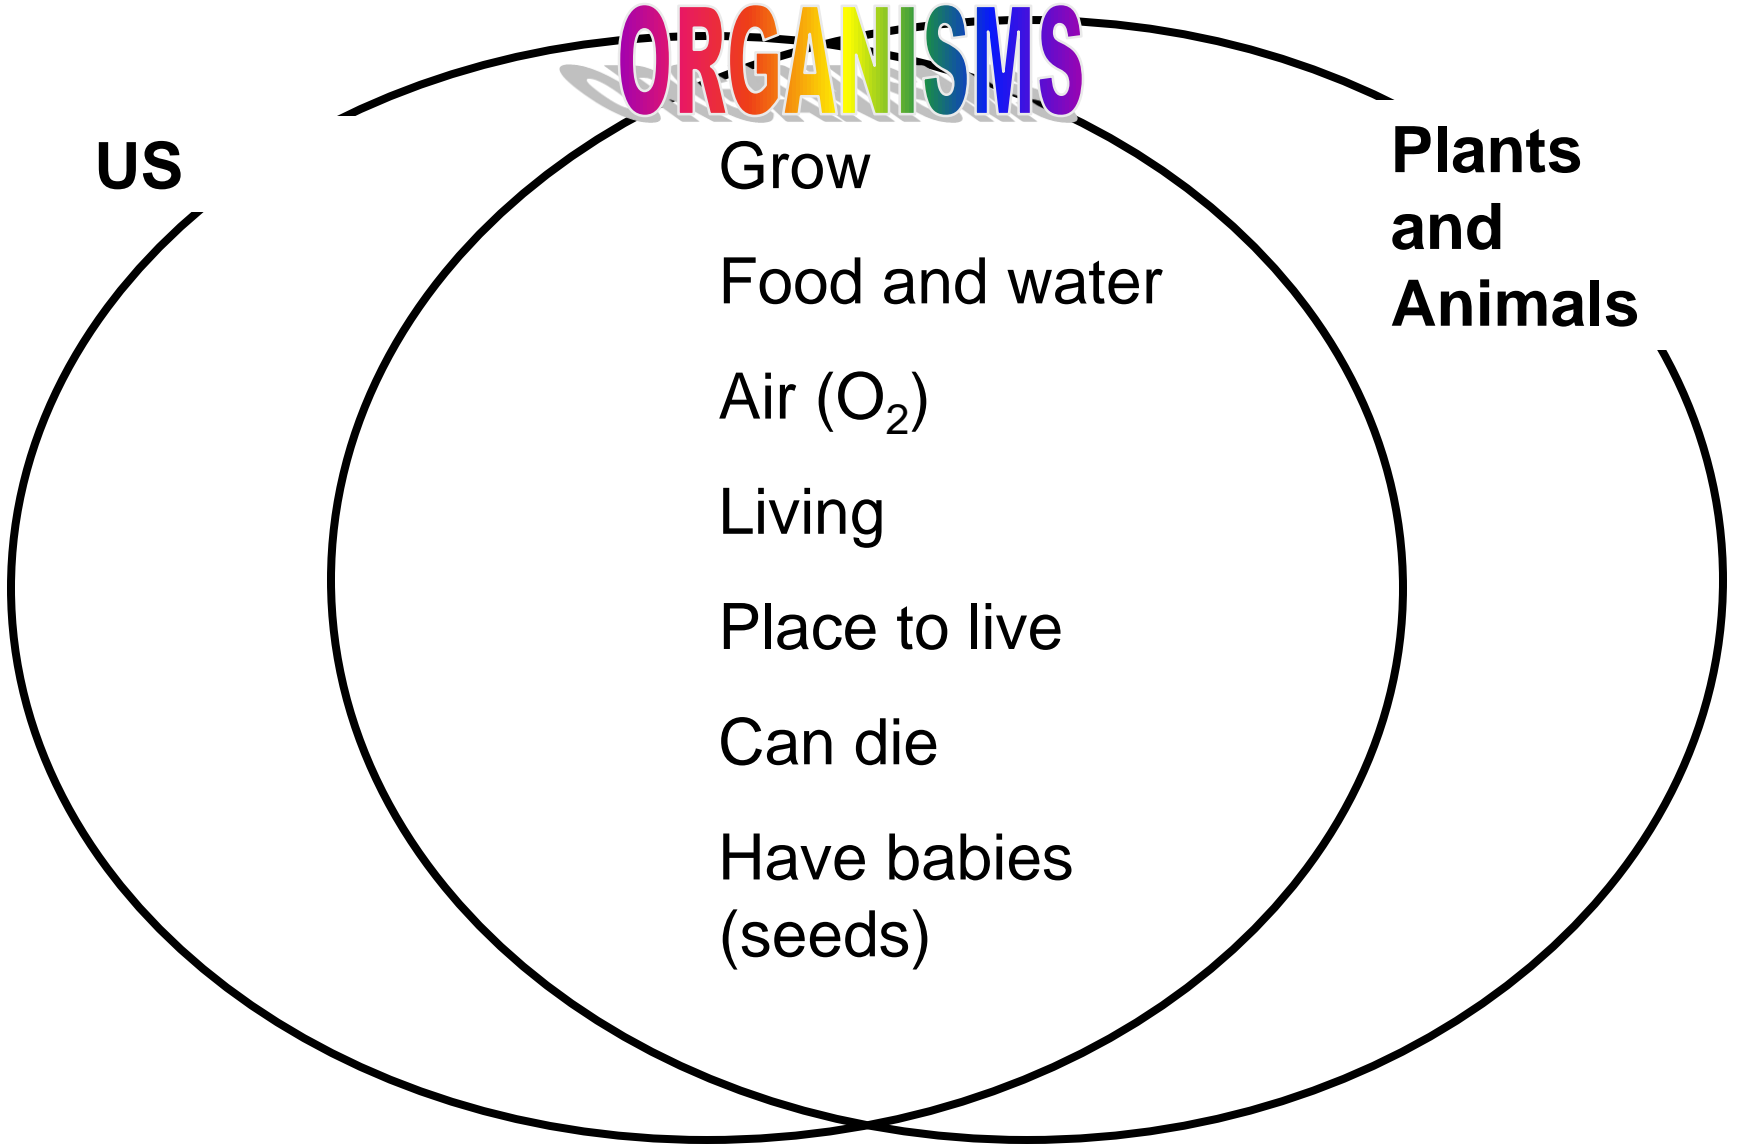 ORGANISMS
US
Plants
and
Animals
Grow
Food and water
Air (O₂)
Living
Place to live
Can die
Have babies
(seeds)